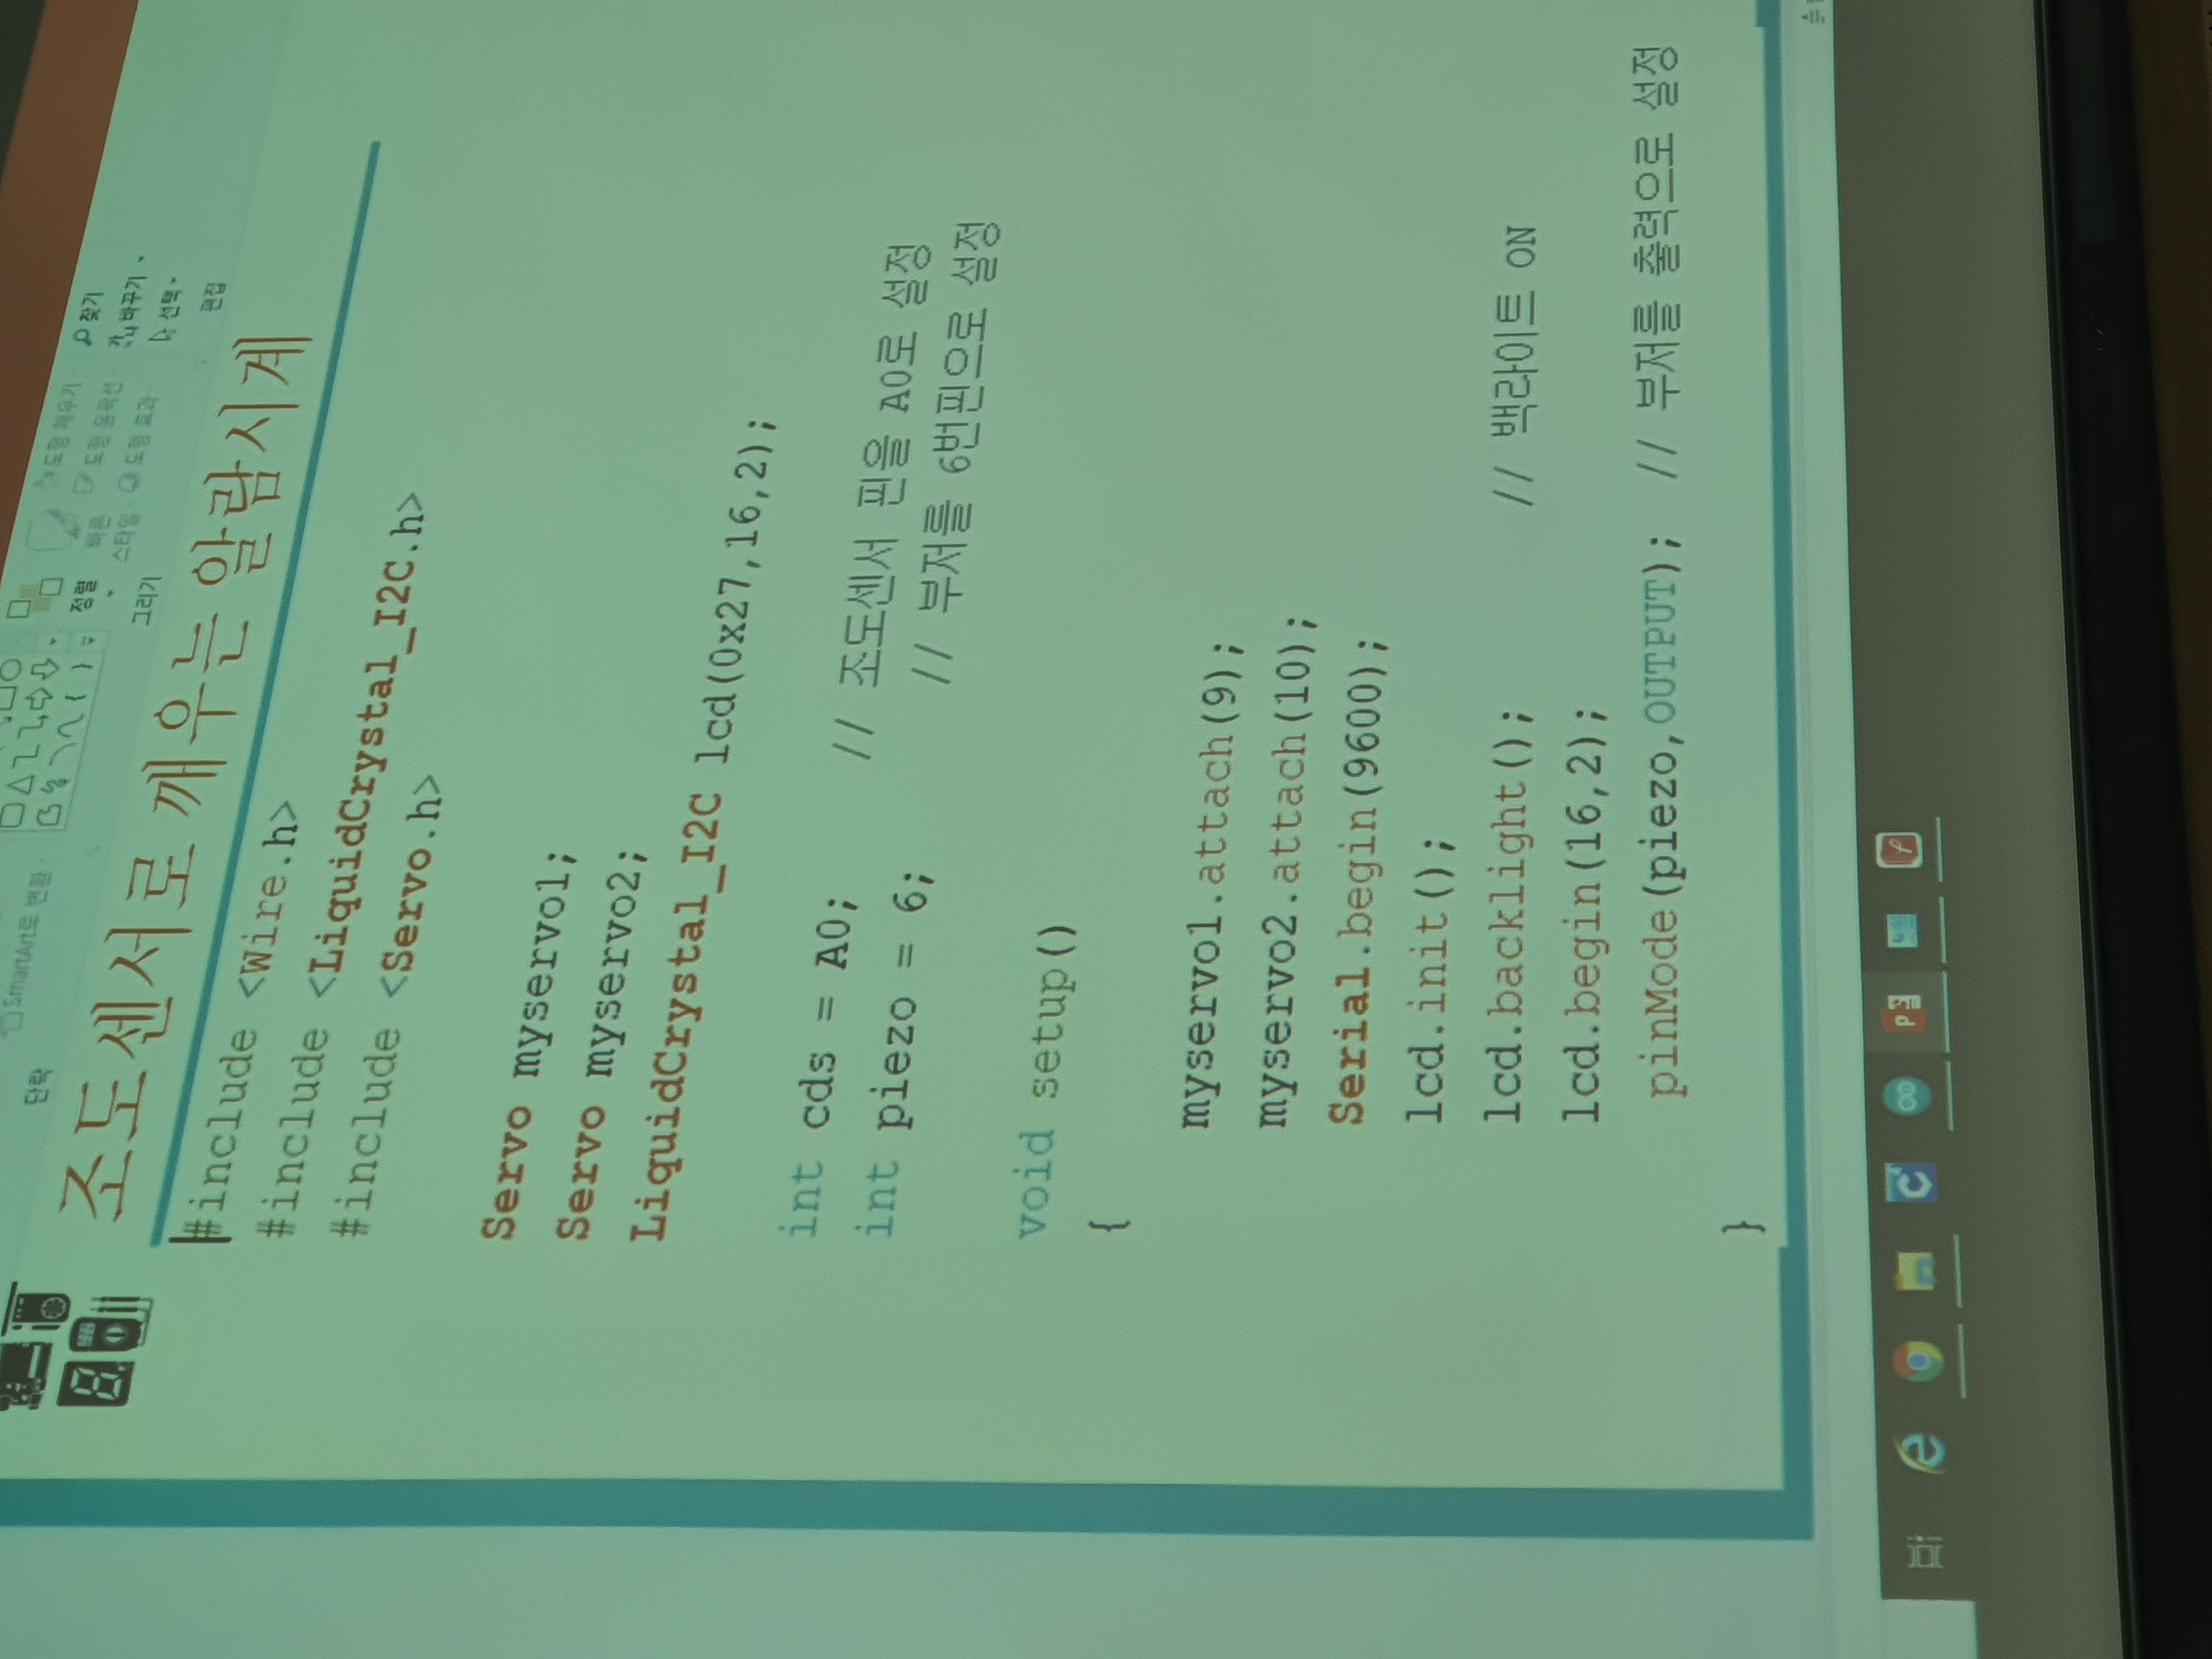 단락
SmartArt로 변환
정렬
그리기
빠른
스타일
도형 채우기
도형 윤곽선
도형 효과
찾기
바꾸기
선택
편집
조도센서로 깨우는 알람시계
#include <Wire.h>
#include <LiquidCrystal_I2C.h>
#include <Servo.h>
Servo myservo1;
Servo myservo2;
LiquidCrystal_I2C lcd(0x27,16,2);
int cds = A0; // 조도센서 핀을 A0로 설정
int piezo = 6; // 부저를 6번핀으로 설정
void setup()
{
myservo1.attach(9);
myservo2.attach(10);
Serial.begin(9600);
lcd.init();
lcd.backlight(); // 백라이트 ON
lcd.begin(16,2);
pinMode(piezo,OUTPUT); // 부저를 출력으로 설정
}